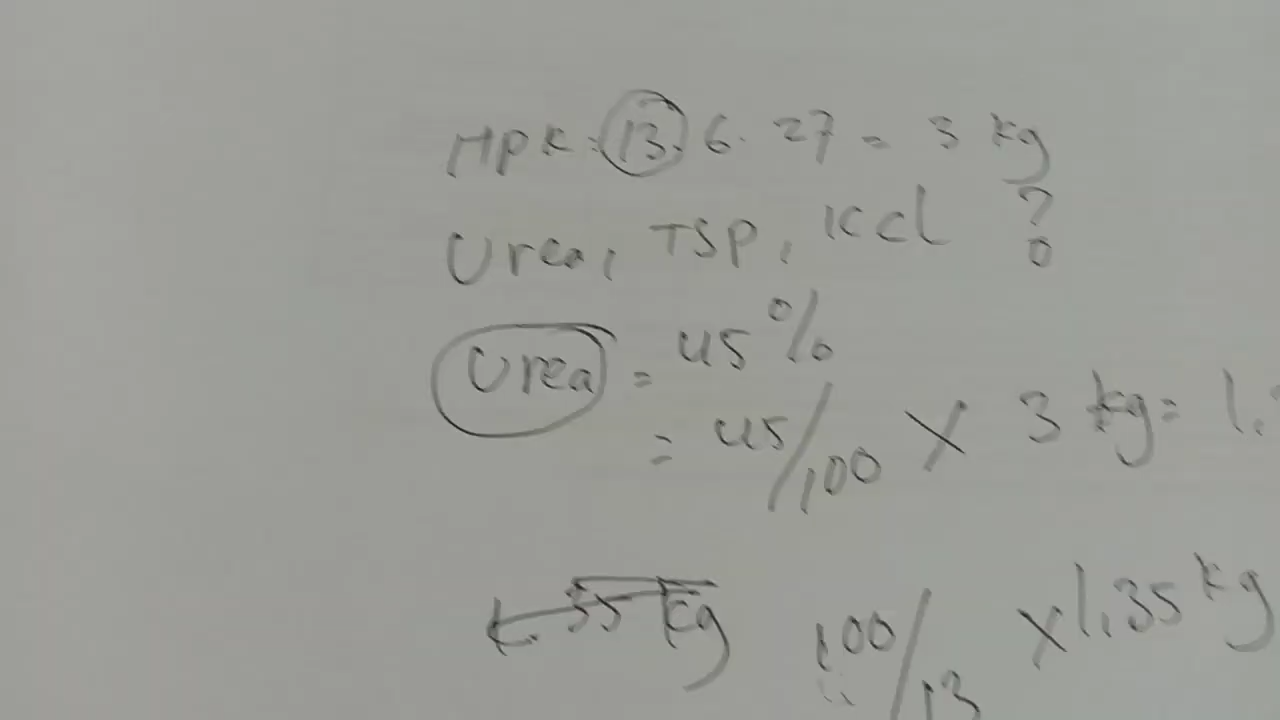 NPK : 13. 6. 27 = 3 kg
Urea, TSP, KCl ?
Urea = 45 %
= 45/100 X 3 kg = 1.
1.35 kg 100/13 X 1.35 kg